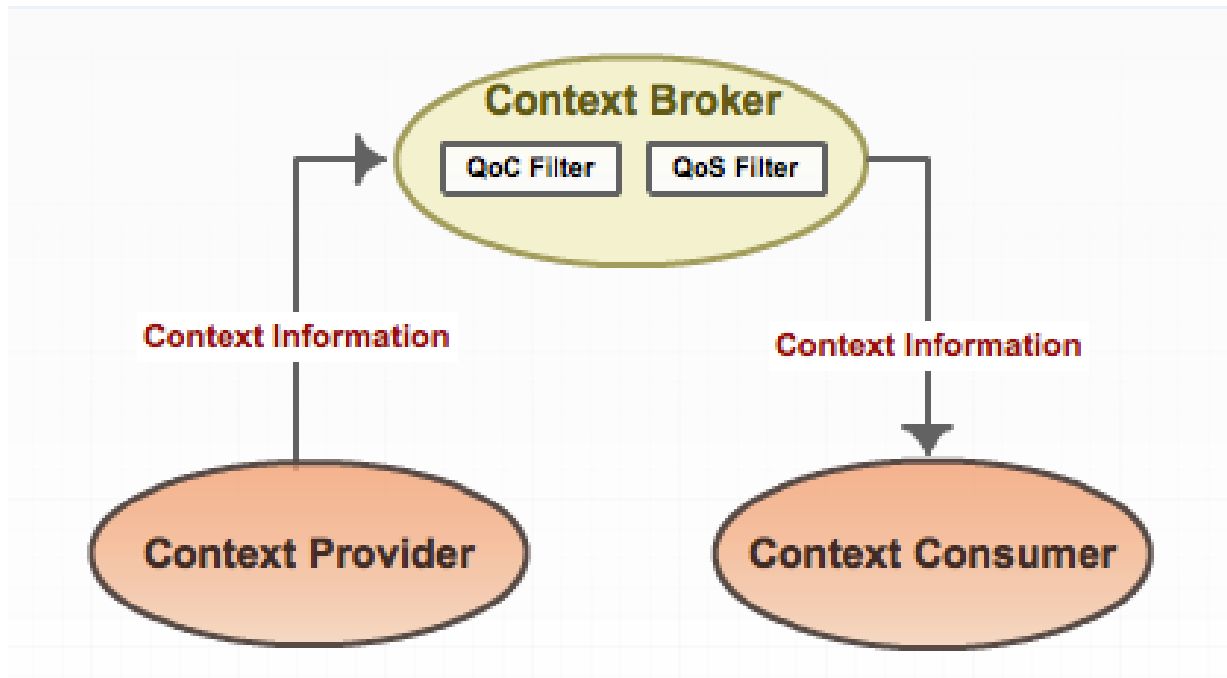 Context Broker
QoC Filter
QoS Filter
Context Information
Context Information
Context Provider
Context Consumer